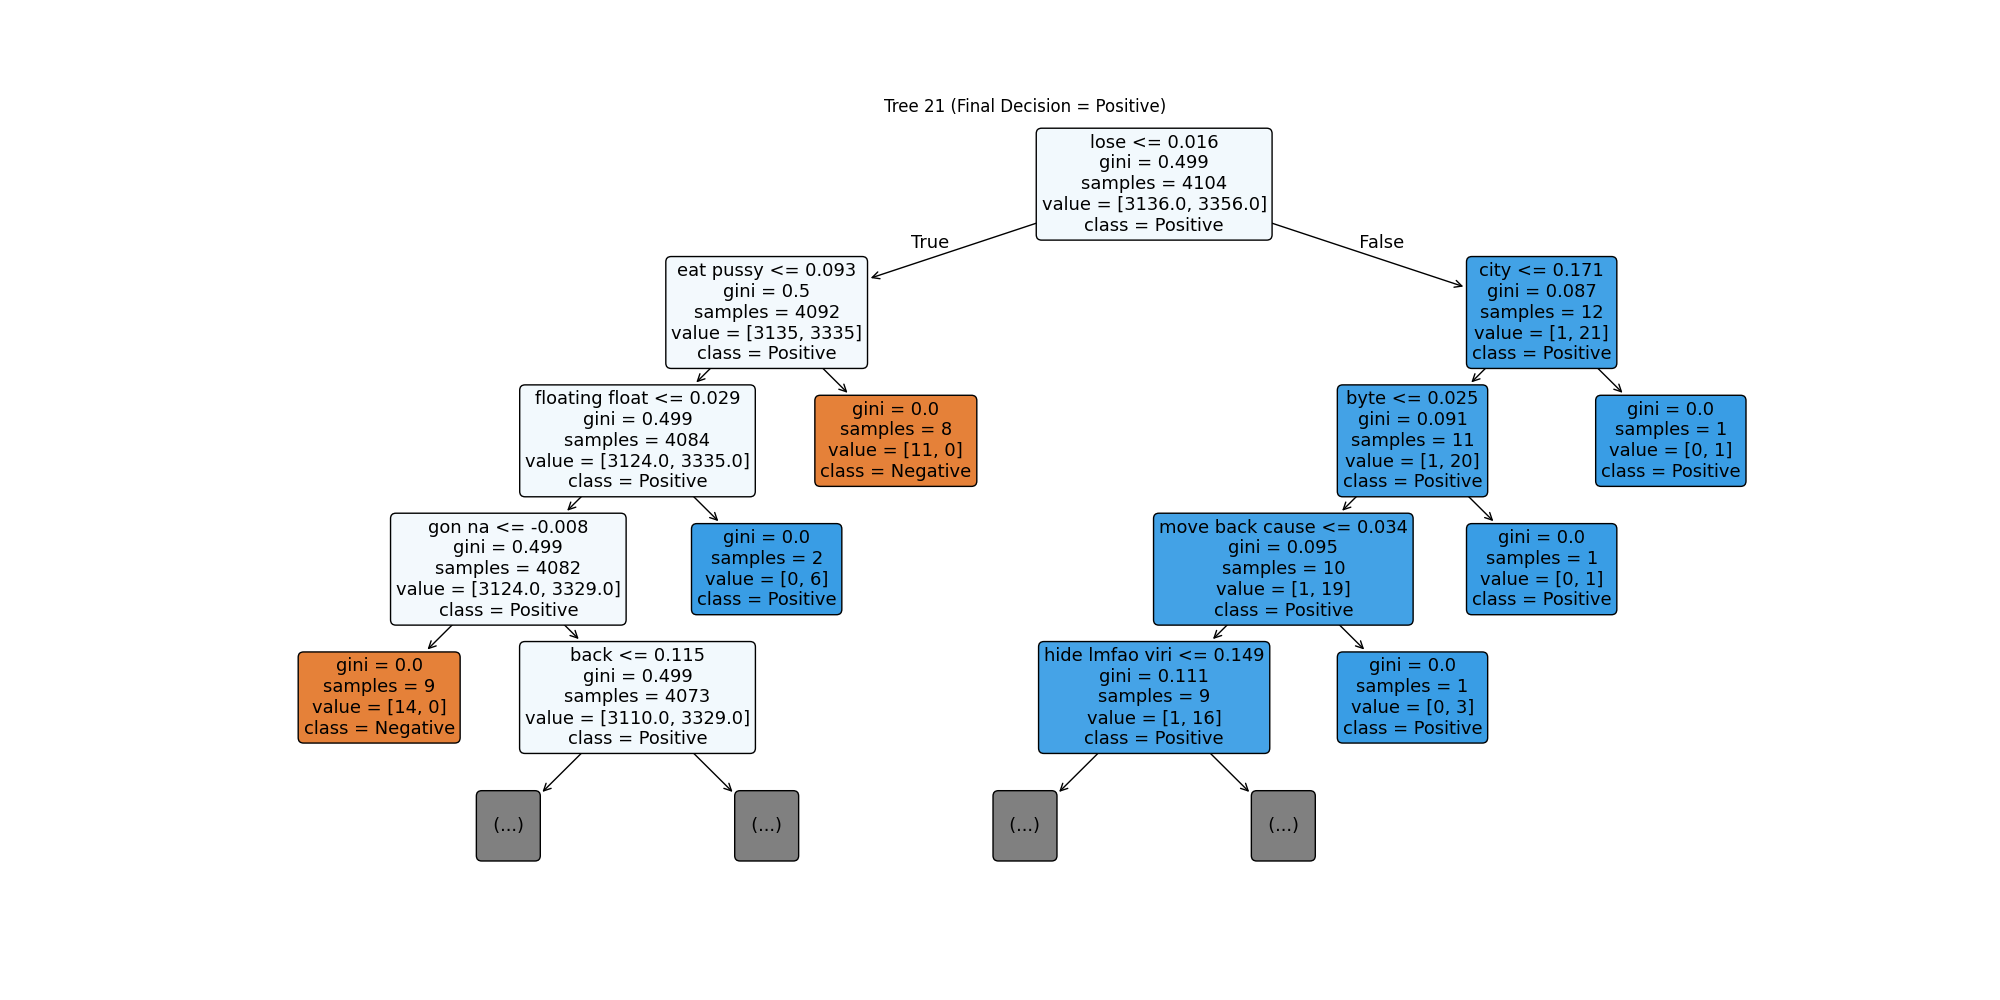 Tree 21 (Final Decision = Positive)
lose <= 0.016
gini = 0.499
samples = 4104
value = [3136.0, 3356.0]
class = Positive
True
False
eat pussy <= 0.093
gini = 0.5
samples = 4092
value = [3135, 3335]
class = Positive
city <= 0.171
gini = 0.087
samples = 12
value = [1, 21]
class = Positive
floating float <= 0.029
gini = 0.499
samples = 4084
value = [3124.0, 3335.0]
class = Positive
gini = 0.0
samples = 8
value = [11, 0]
class = Negative
byte <= 0.025
gini = 0.091
samples = 11
value = [1, 20]
class = Positive
gini = 0.0
samples = 1
value = [0, 1]
class = Positive
gon na <= -0.008
gini = 0.499
samples = 4082
value = [3124.0, 3329.0]
class = Positive
gini = 0.0
samples = 2
value = [0, 6]
class = Positive
move back cause <= 0.034
gini = 0.095
samples = 10
value = [1, 19]
class = Positive
gini = 0.0
samples = 1
value = [0, 1]
class = Positive
gini = 0.0
samples = 9
value = [14, 0]
class = Negative
back <= 0.115
gini = 0.499
samples = 4073
value = [3110.0, 3329.0]
class = Positive
hide lmfao viri <= 0.149
gini = 0.111
samples = 9
value = [1, 16]
class = Positive
gini = 0.0
samples = 1
value = [0, 3]
class = Positive
(...)
(...)
(...)
(...)